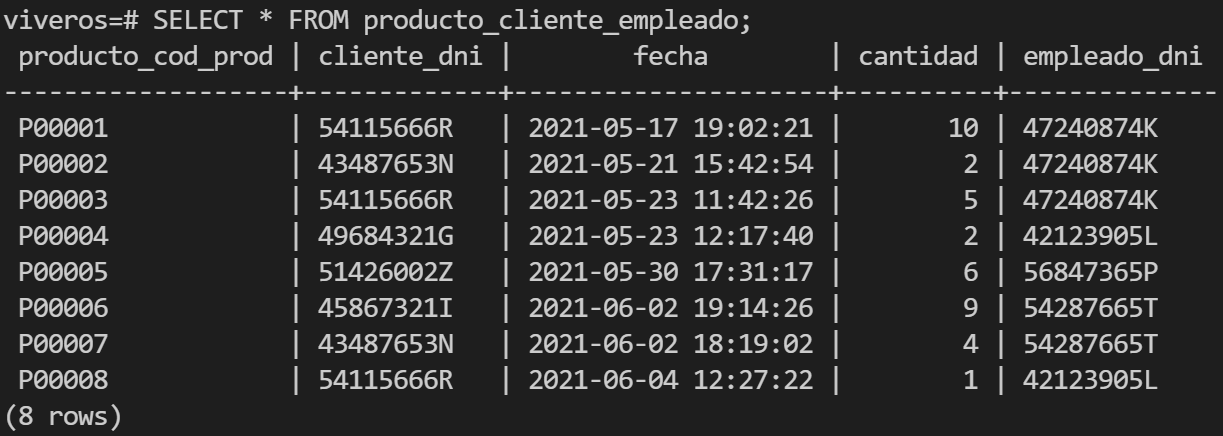 viveros=# SELECT * FROM producto_cliente_empleado;
 producto_cod_prod | cliente_dni |        fecha        | cantidad | empleado_dni
-------------------+-------------+---------------------+----------+--------------
 P00001            | 54115666R   | 2021-05-17 19:02:21 |       10 | 47240874K
 P00002            | 43487653N   | 2021-05-21 15:42:54 |        2 | 47240874K
 P00003            | 54115666R   | 2021-05-23 11:42:26 |        5 | 47240874K
 P00004            | 49684321G   | 2021-05-23 12:17:40 |        2 | 42123905L
 P00005            | 51426002Z   | 2021-05-30 17:31:17 |        6 | 56847365P
 P00006            | 45867321I   | 2021-06-02 19:14:26 |        9 | 54287665T
 P00007            | 43487653N   | 2021-06-02 18:19:02 |        4 | 54287665T
 P00008            | 54115666R   | 2021-06-04 12:27:22 |        1 | 42123905L
(8 rows)